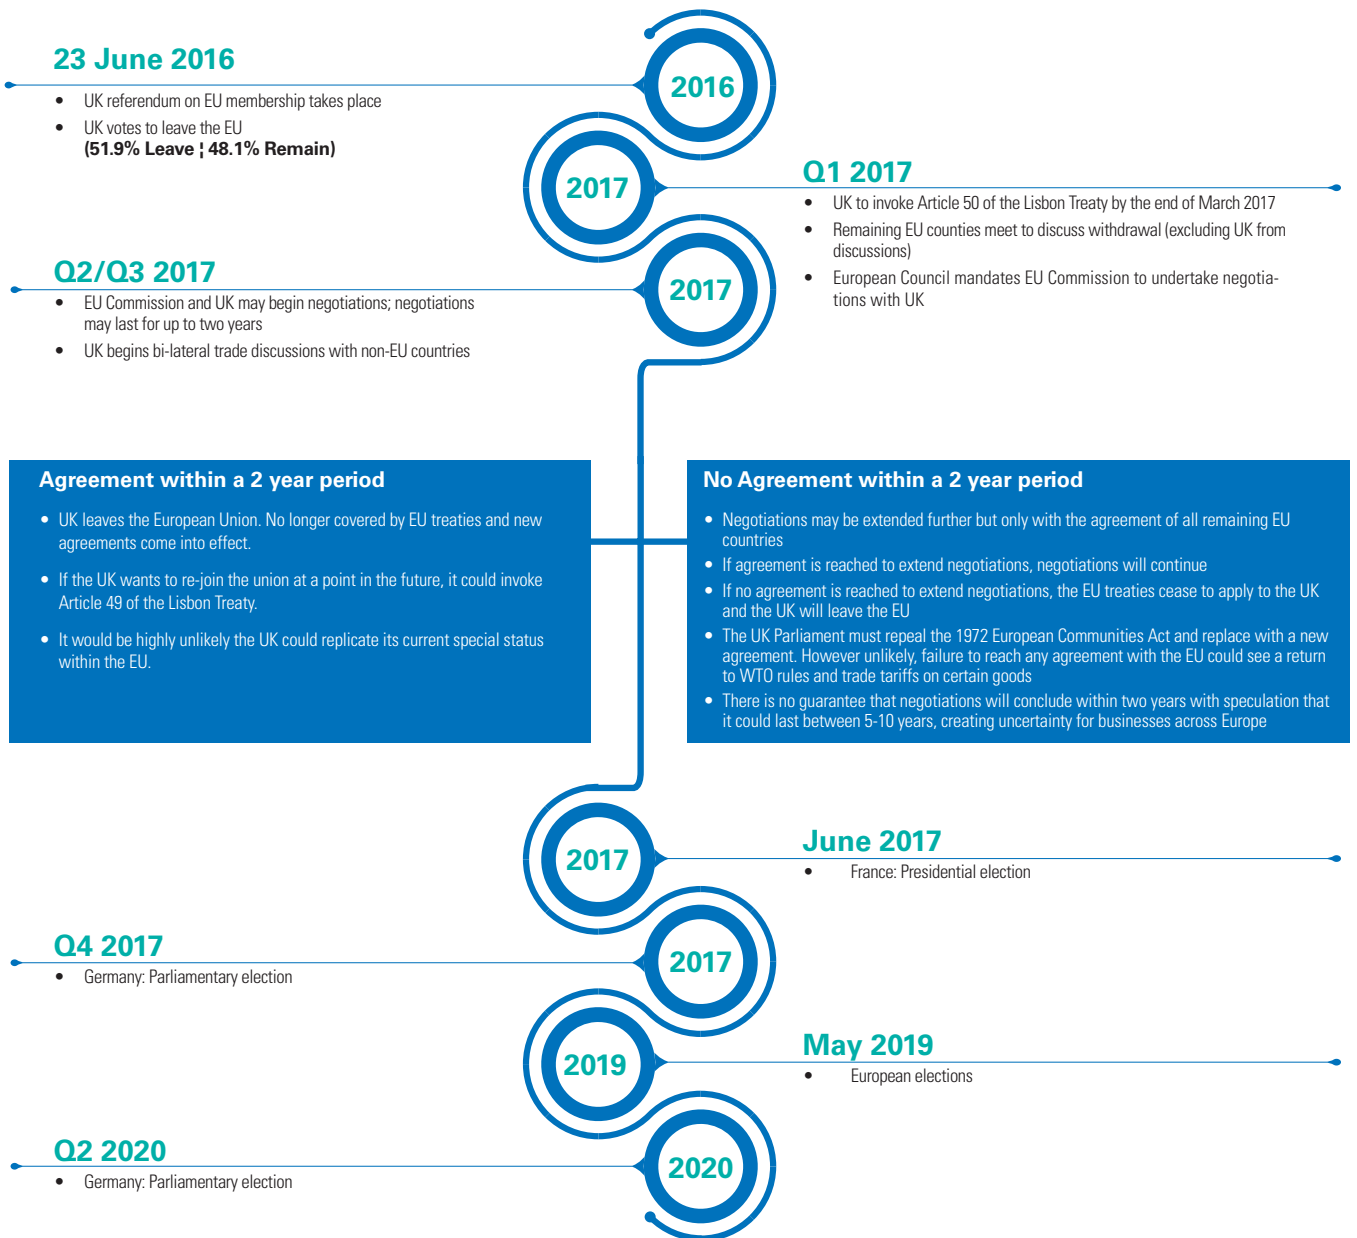 23 June 2016
• UK referendum on EU membership takes place
• UK votes to leave the EU
(51.9% Leave ¦ 48.1% Remain)
2016
2017
Q1 2017
• UK to invoke Article 50 of the Lisbon Treaty by the end of March 2017
• Remaining EU counties meet to discuss withdrawal (excluding UK from
discussions)
• European Council mandates EU Commission to undertake negotia-
tions with UK
Q2/Q3 2017
• EU Commission and UK may begin negotiations; negotiations
may last for up to two years
• UK begins bi-lateral trade discussions with non-EU countries
2017
Agreement within a 2 year period
• UK leaves the European Union. No longer covered by EU treaties and new
agreements come into effect.
• If the UK wants to re-join the union at a point in the future, it could invoke
Article 49 of the Lisbon Treaty.
• It would be highly unlikely the UK could replicate its current special status
within the EU.
No Agreement within a 2 year period
• Negotiations may be extended further but only with the agreement of all remaining EU
countries
• If agreement is reached to extend negotiations, negotiations will continue
• If no agreement is reached to extend negotiations, the EU treaties cease to apply to the UK
and the UK will leave the EU
• The UK Parliament must repeal the 1972 European Communities Act and replace with a new
agreement. However unlikely, failure to reach any agreement with the EU could see a return
to WTO rules and trade tariffs on certain goods
• There is no guarantee that negotiations will conclude within two years with speculation that
it could last between 5-10 years, creating uncertainty for businesses across Europe
2017
June 2017
• France: Presidential election
Q4 2017
• Germany: Parliamentary election
2017
2019
May 2019
• European elections
Q2 2020
• Germany: Parliamentary election
2020